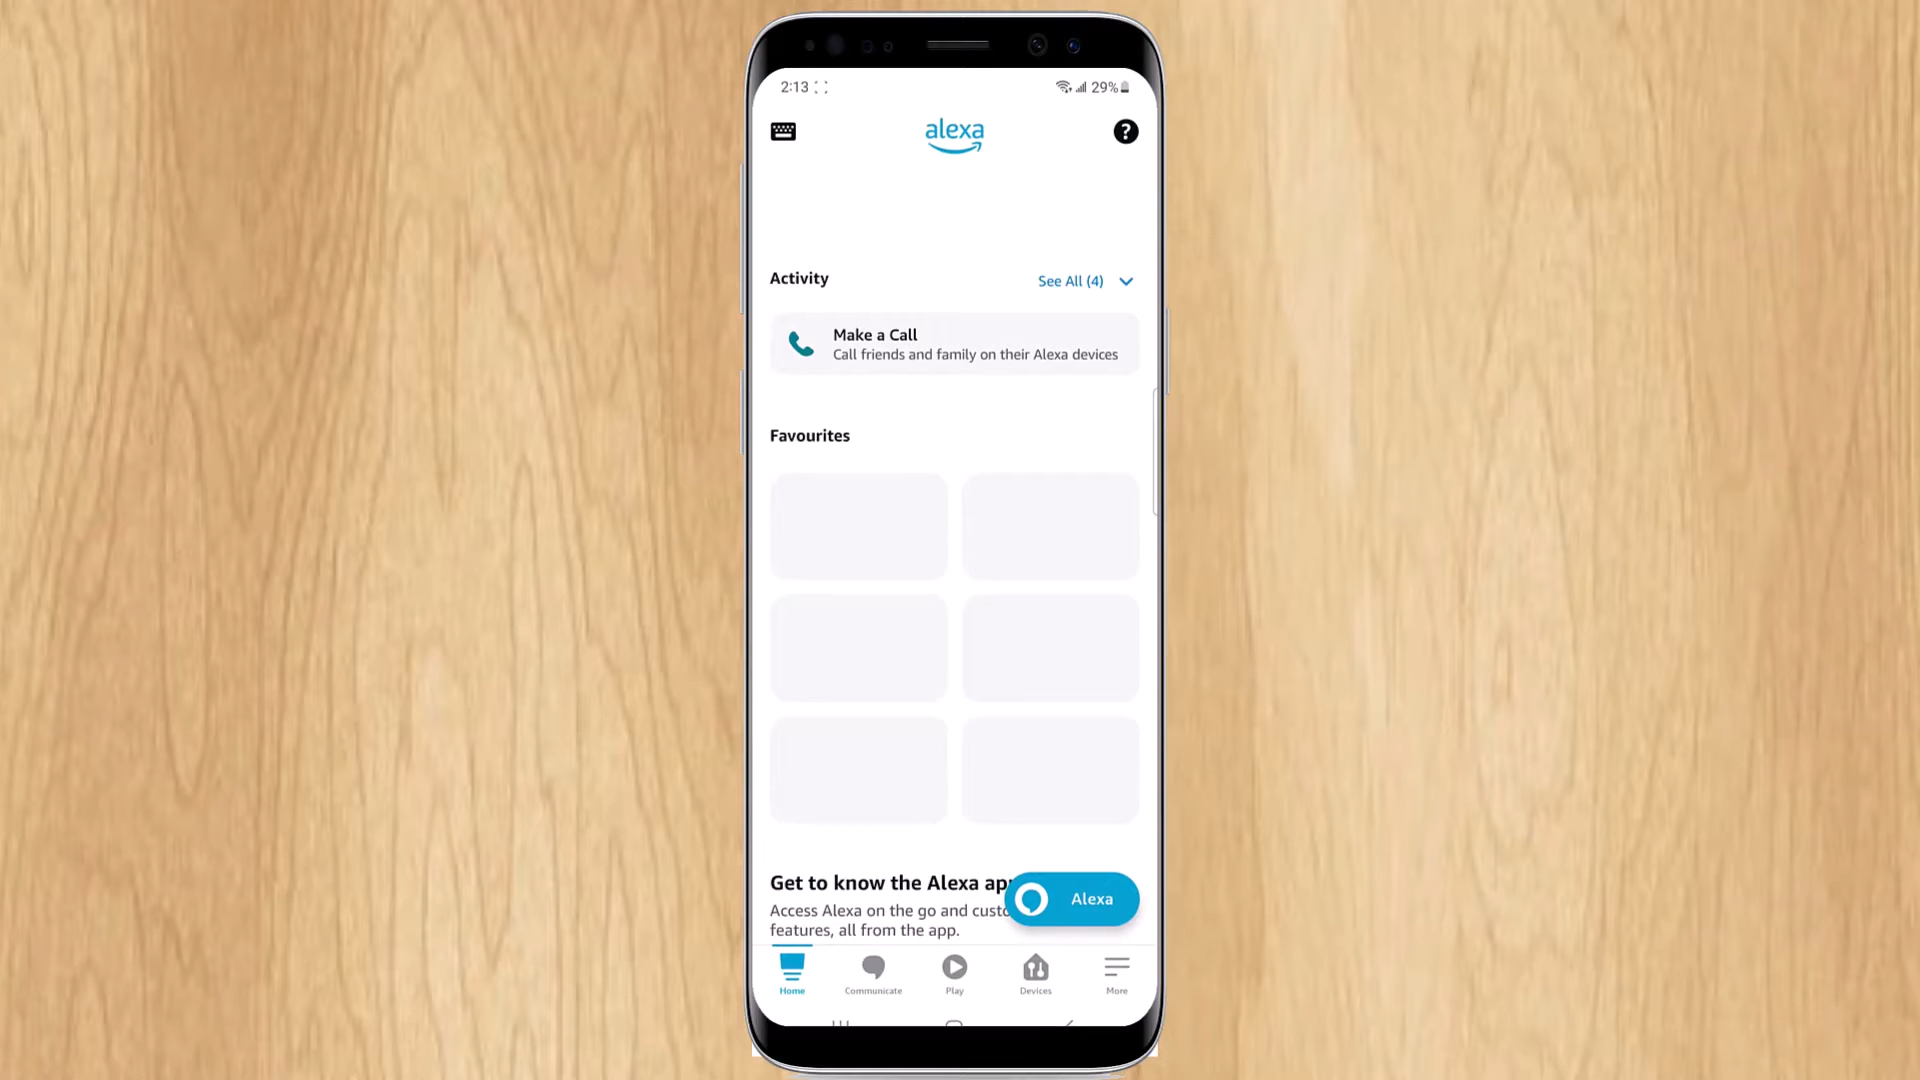 2:13
29%
alexa
?
Activity
See All (4)
Make a Call
Call friends and family on their Alexa devices
Favourites
Get to know the Alexa
Access Alexa on the go and
features, all from the app.
Alexa
Home
Communicate
Play
Devices
More